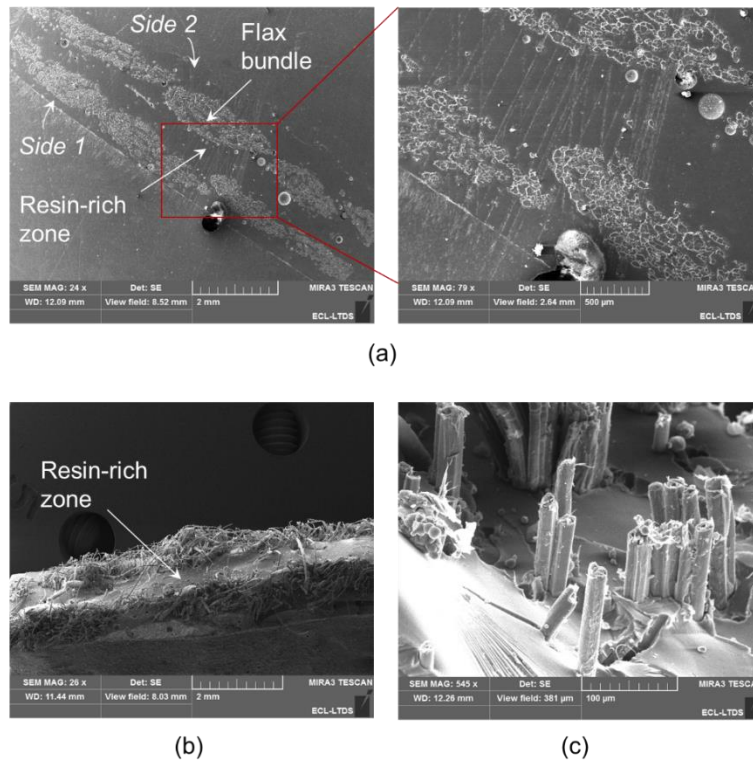 Side 2
Flax
bundle
Side 1
Resin-rich
zone
SEM MAG: 24 x
Det: SE
MIRA3 TESCAN
WD: 12.09 mm
View field: 8.52 mm
2 mm
ECL-LTDS
SEM MAG: 79 x
Det: SE
MIRA3 TESCAN
WD: 12.09 mm
View field: 2.64 mm
500 µm
ECL-LTDS
(a)
Resin-rich
zone
SEM MAG: 26 x
Det: SE
MIRA3 TESCAN
WD: 11.44 mm
View field: 8.03 mm
2 mm
ECL-LTDS
SEM MAG: 545 x
Det: SE
MIRA3 TESCAN
WD: 12.26 mm
View field: 381 µm
100 µm
ECL-LTDS
(b)
(c)